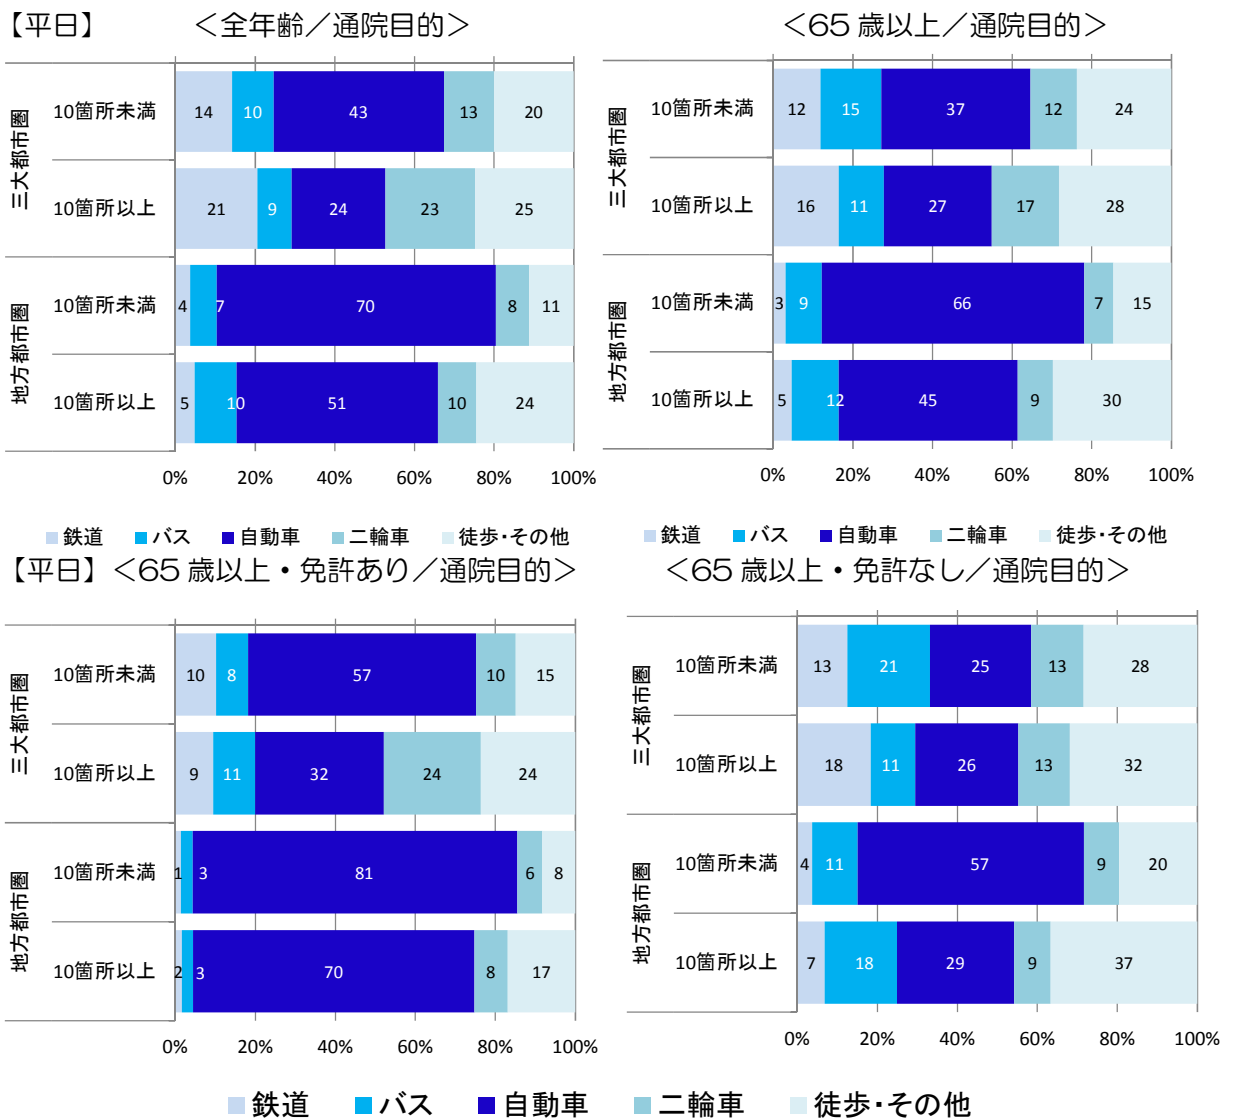 【平日】 ＜全年齢／通院目的＞
三大都市圏
10箇所未満 14 10 43 13 20
10箇所以上 21 9 24 23 25
地方都市圏
10箇所未満 4 7 70 8 11
10箇所以上 5 10 51 10 24
0% 20% 40% 60% 80% 100%
鉄道 バス 自動車 二輪車 徒歩・その他
＜65 歳以上／通院目的＞
三大都市圏
10箇所未満 12 15 37 12 24
10箇所以上 16 11 27 17 28
地方都市圏
10箇所未満 3 9 66 7 15
10箇所以上 5 12 45 9 30
0% 20% 40% 60% 80% 100%
鉄道 バス 自動車 二輪車 徒歩・その他
【平日】＜65 歳以上・免許あり／通院目的＞
三大都市圏
10箇所未満 10 8 57 10 15
10箇所以上 9 11 32 24 24
地方都市圏
10箇所未満 1 3 81 6 8
10箇所以上 2 3 70 8 17
0% 20% 40% 60% 80% 100%
＜65 歳以上・免許なし／通院目的＞
三大都市圏
10箇所未満 13 21 25 13 28
10箇所以上 18 11 26 13 32
地方都市圏
10箇所未満 4 11 57 9 20
10箇所以上 7 18 29 9 37
0% 20% 40% 60% 80% 100%
鉄道 バス 自動車 二輪車 徒歩・その他